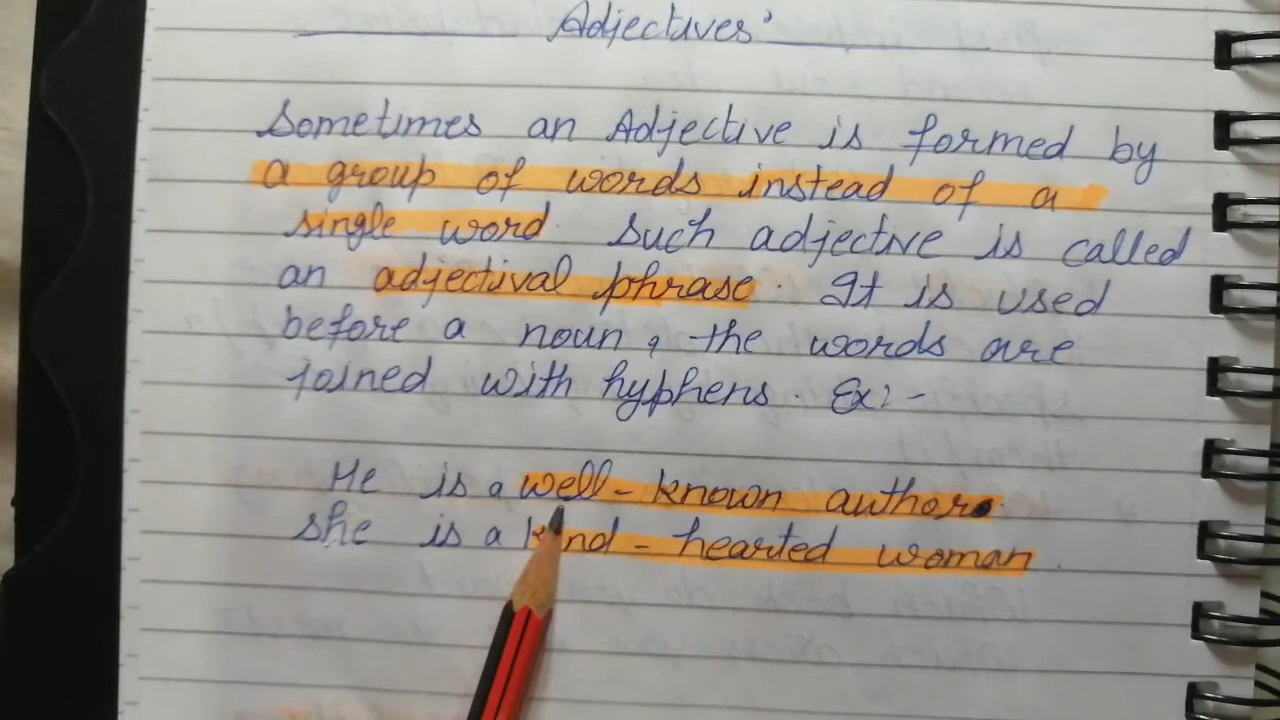 Adjectives'
Sometimes an Adjective is formed by
a group of words instead of a
single word. Such adjective is called
an adjectival phrase. It is used
before a noun, the words are
joined with hyphens. Ex:-
He is a well-known author.
She is a kind-hearted woman.